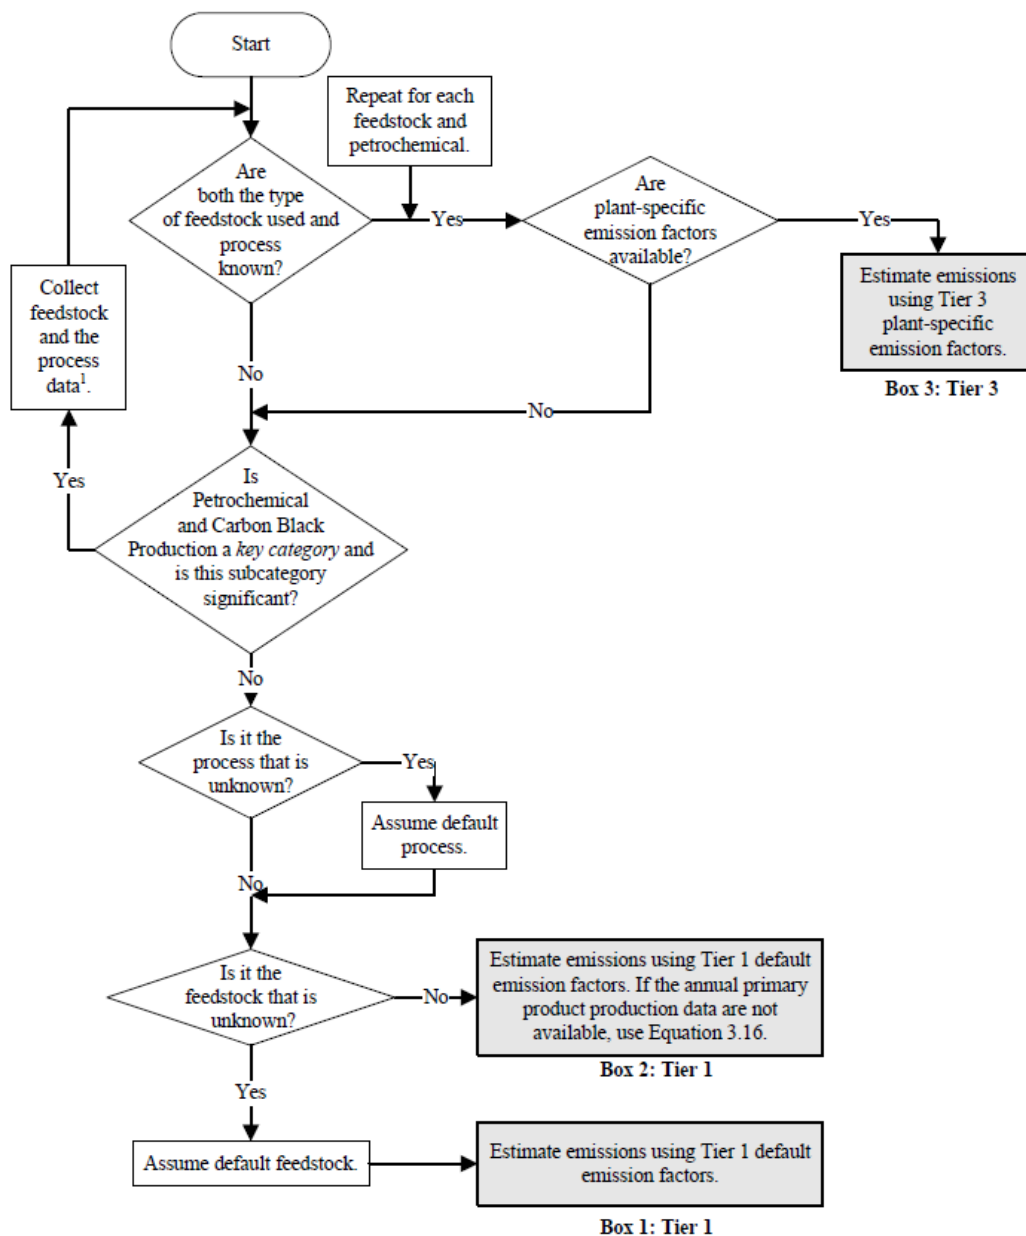 Start
Repeat for each
feedstock and
petrochemical.
Are
both the type
of feedstock used and
process
known?
Yes
Are
plant-specific
emission factors
available?
Yes
Estimate emissions
using Tier 3
plant-specific
emission factors.
Box 3: Tier 3
Collect
feedstock
and the
process
data¹.
No
No
Yes
Is
Petrochemical
and Carbon Black
Production a key category and
is this subcategory
significant?
No
Is it the
process that is
unknown?
Yes
Assume default
process.
No
Is it the
feedstock that is
unknown?
No
Estimate emissions using Tier 1 default
emission factors. If the annual primary
product production data are not
available, use Equation 3.16.
Box 2: Tier 1
Yes
Assume default feedstock.
Estimate emissions using Tier 1 default
emission factors.
Box 1: Tier 1